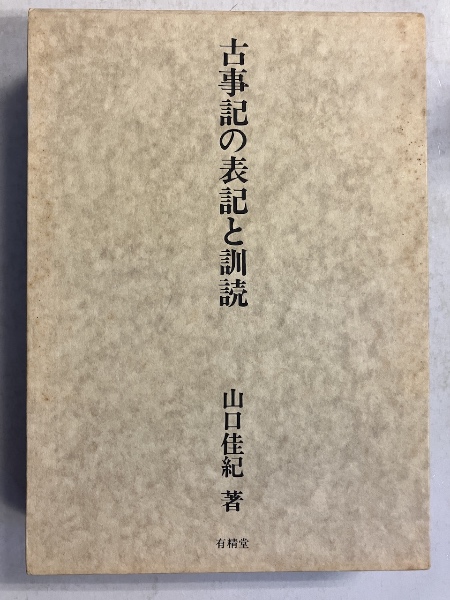 古事記の表記と訓読
山口佳紀 著
有精堂